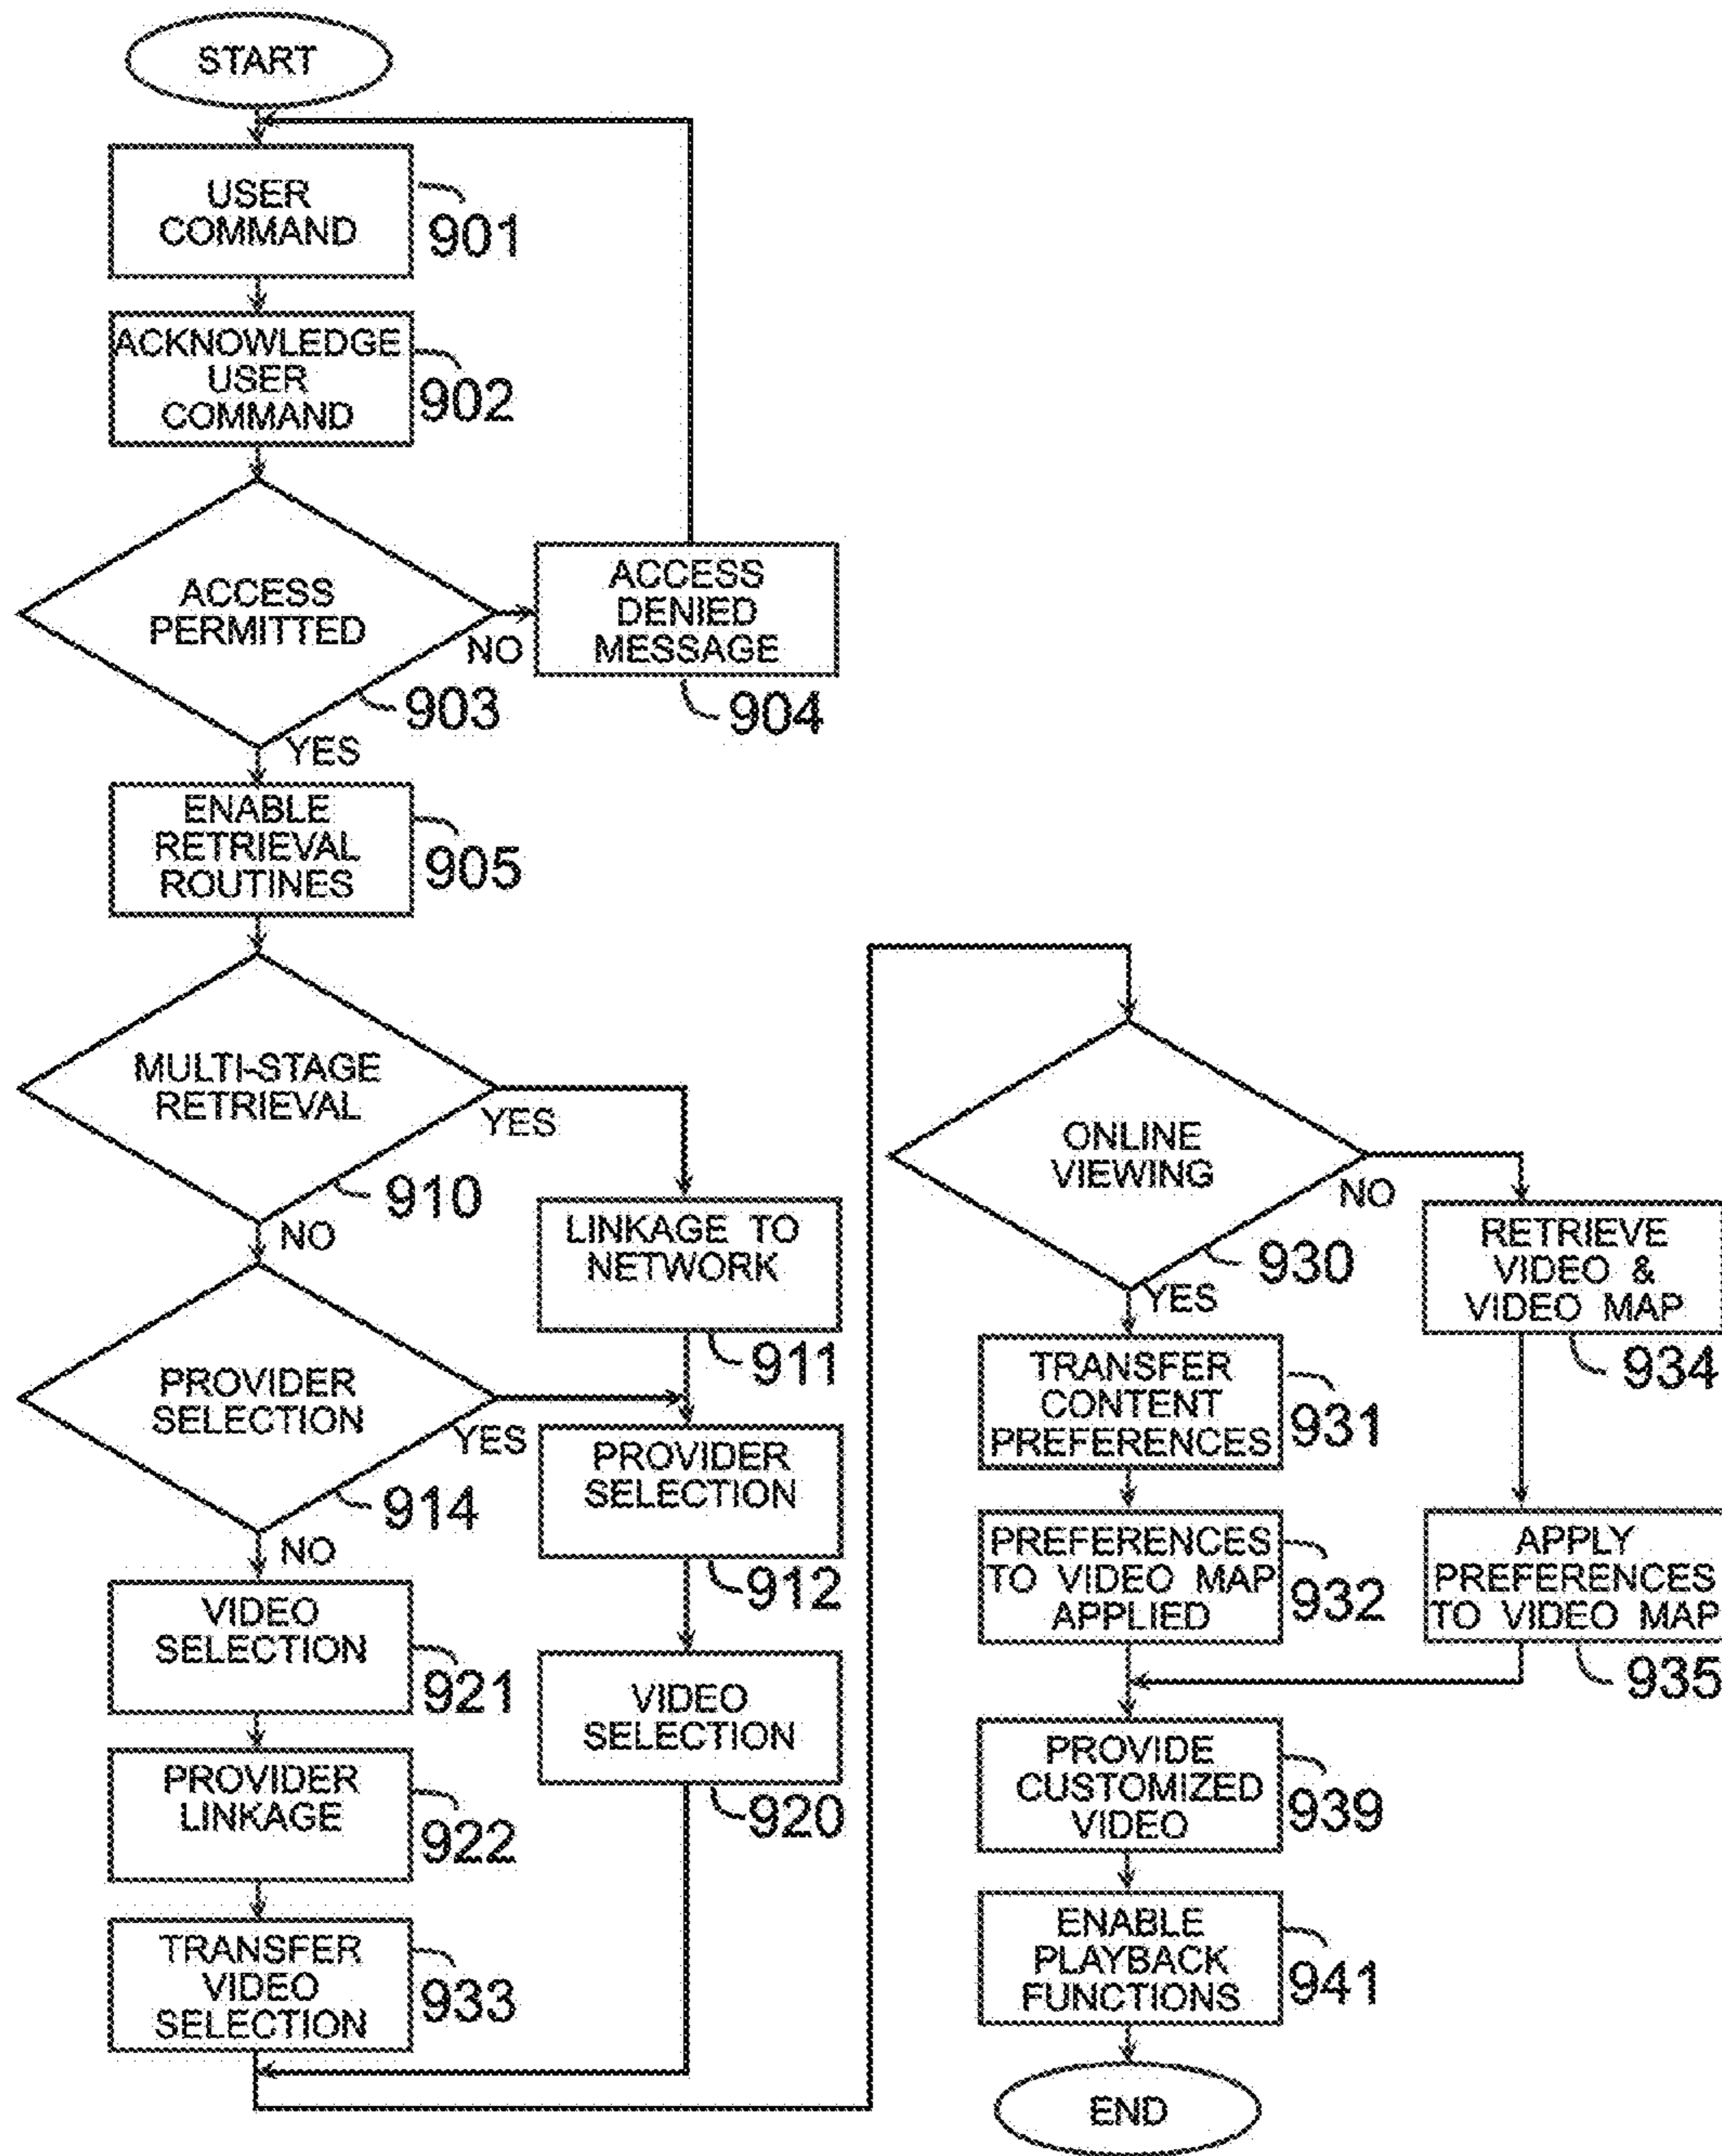 START
USER
COMMAND
901
ACKNOWLEDGE
USER
COMMAND
902
ACCESS
PERMITTED
903
NO
YES
ACCESS
DENIED
MESSAGE
904
ENABLE
RETRIEVAL
ROUTINES
905
MULTI-STAGE
RETRIEVAL
910
YES
NO
LINKAGE TO
NETWORK
911
PROVIDER
SELECTION
914
YES
NO
PROVIDER
SELECTION
912
VIDEO
SELECTION
921
VIDEO
SELECTION
920
PROVIDER
LINKAGE
922
TRANSFER
VIDEO
SELECTION
933
ONLINE
VIEWING
930
NO
YES
RETRIEVE
VIDEO &
VIDEO MAP
934
TRANSFER
CONTENT
PREFERENCES
931
PREFERENCES
TO VIDEO MAP
APPLIED
932
APPLY
PREFERENCES
TO VIDEO MAP
935
PROVIDE
CUSTOMIZED
VIDEO
939
ENABLE
PLAYBACK
FUNCTIONS
941
END